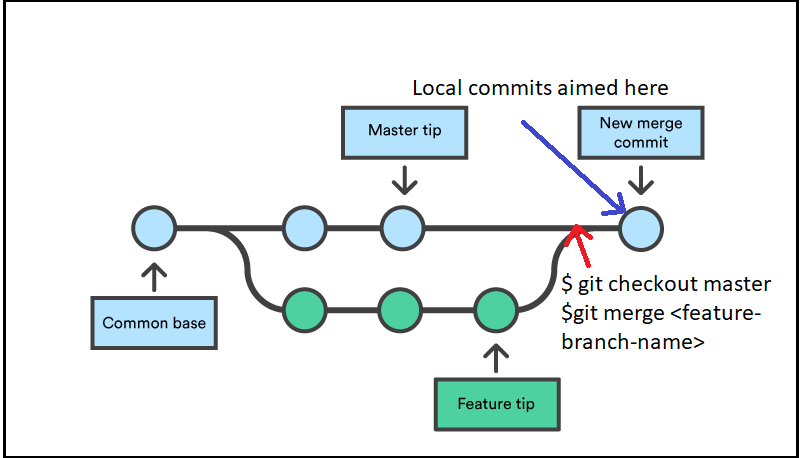 Local commits aimed here
Master tip
New merge
commit
$ git checkout master
$git merge <feature-
branch-name>
Common base
Feature tip